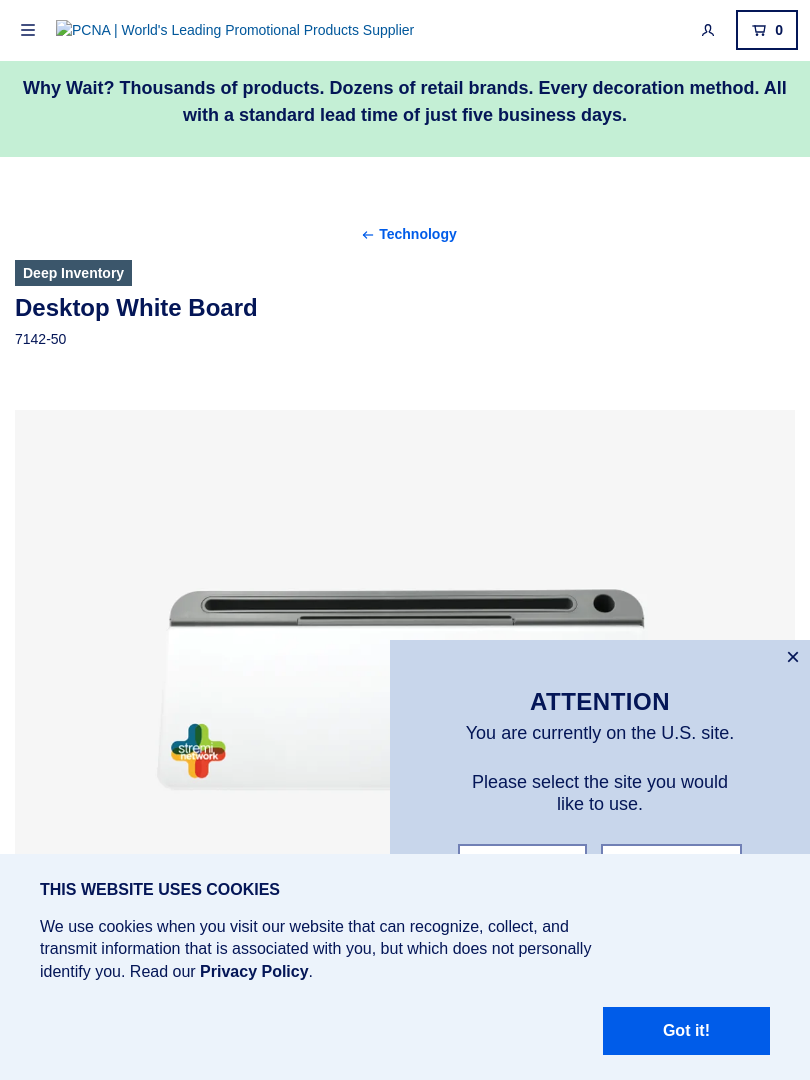 PCNA | World's Leading Promotional Products Supplier
0
Why Wait? Thousands of products. Dozens of retail brands. Every decoration method. All
with a standard lead time of just five business days.
Technology
Deep Inventory
Desktop White Board
7142-50
stremi
network
ATTENTION
You are currently on the U.S. site.
Please select the site you would
like to use.
THIS WEBSITE USES COOKIES
We use cookies when you visit our website that can recognize, collect, and
transmit information that is associated with you, but which does not personally
identify you. Read our Privacy Policy.
Got it!